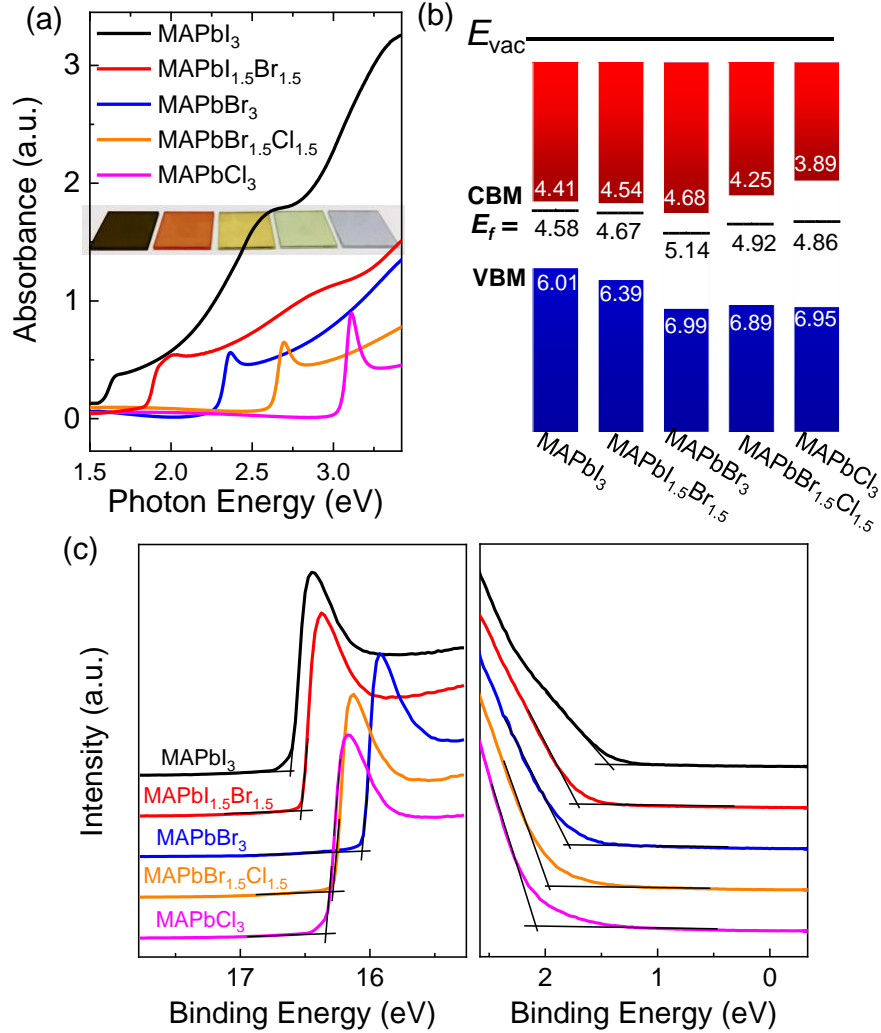 (a)
MAPbI3
MAPbI1.5Br1.5
MAPbBr3
MAPbBr1.5Cl1.5
MAPbCl3
3
2
1
0
Absorbance (a.u.)
1.5 2.0 2.5 3.0
Photon Energy (eV)
(b)
Evac
4.41 4.54 4.68 4.25 3.89
CBM
Ef =
4.58 4.67 5.14 4.92 4.86
VBM
6.01 6.39 6.99 6.89 6.95
MAPbI3
MAPbI1.5Br1.5
MAPbBr3
MAPbBr1.5Cl1.5
MAPbCl3
(c)
Intensity (a.u.)
MAPbI3
MAPbI1.5Br1.5
MAPbBr3
MAPbBr1.5Cl1.5
MAPbCl3
17 16
Binding Energy (eV)
2 1 0
Binding Energy (eV)